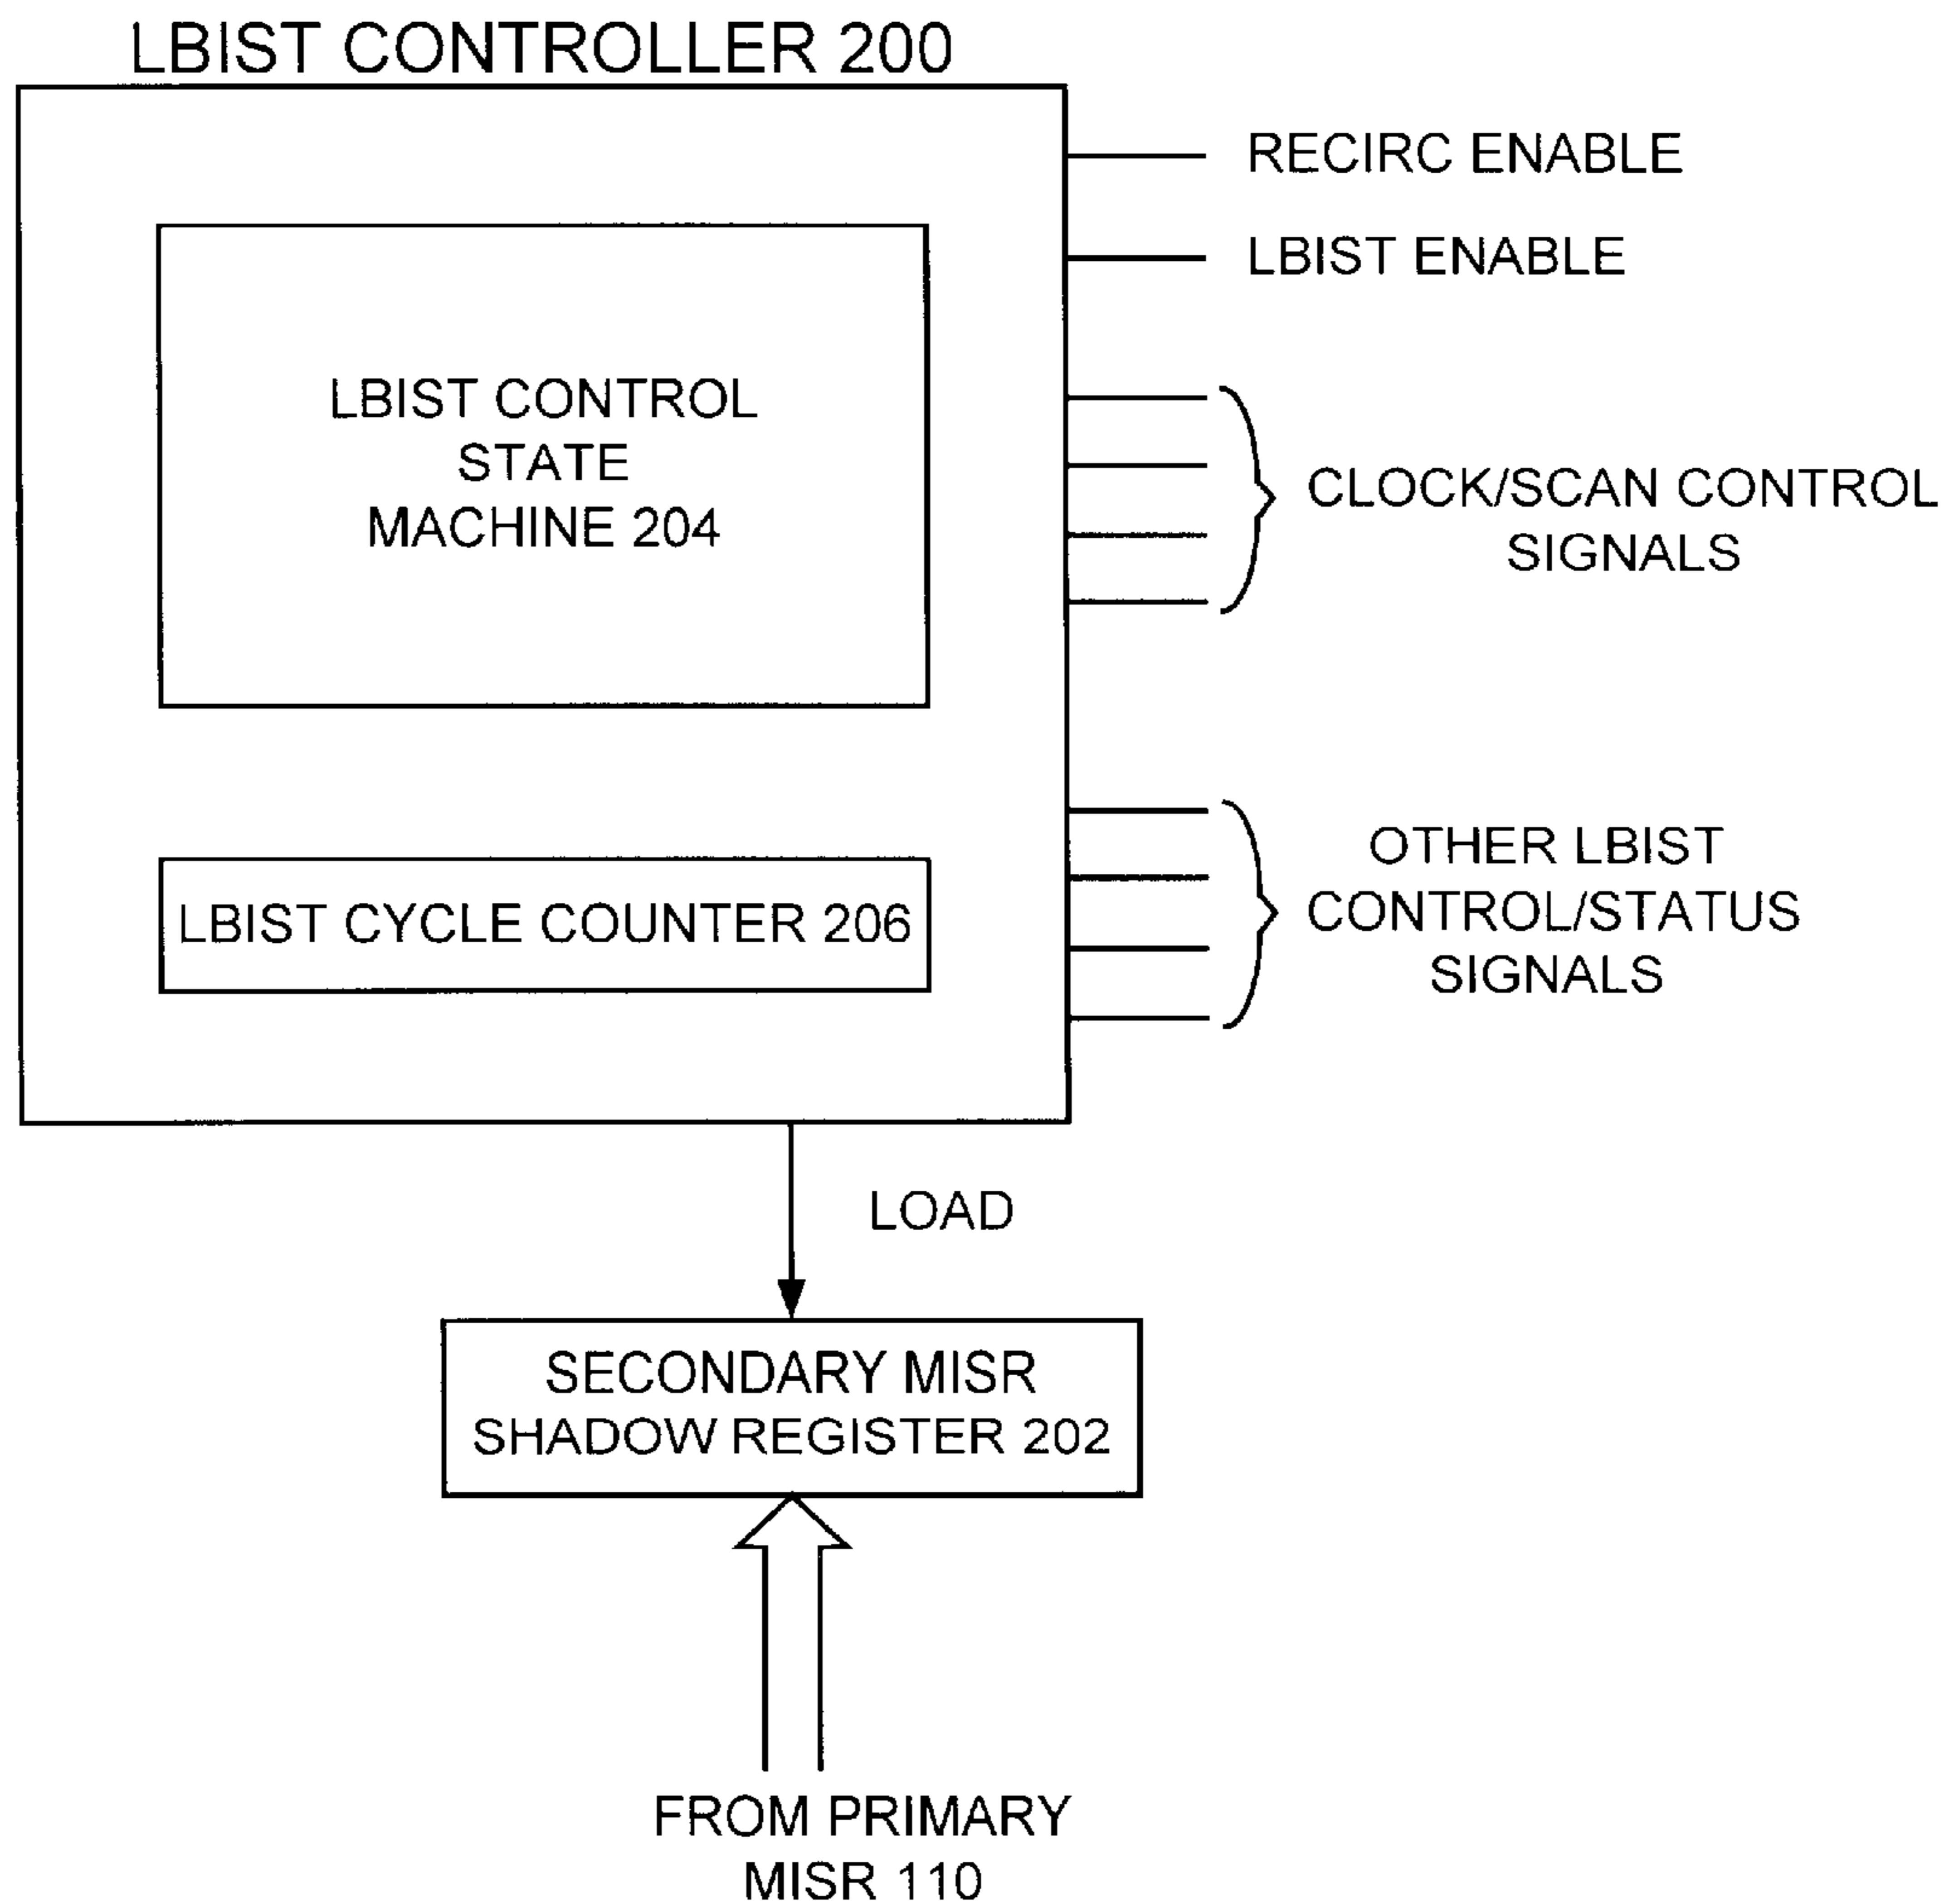 LBIST CONTROLLER 200
RECIRC ENABLE
LBIST ENABLE
LBIST CONTROL
STATE
MACHINE 204
CLOCK/SCAN CONTROL
SIGNALS
LBIST CYCLE COUNTER 206
OTHER LBIST
CONTROL/STATUS
SIGNALS
LOAD
SECONDARY MISR
SHADOW REGISTER 202
FROM PRIMARY
MISR 110